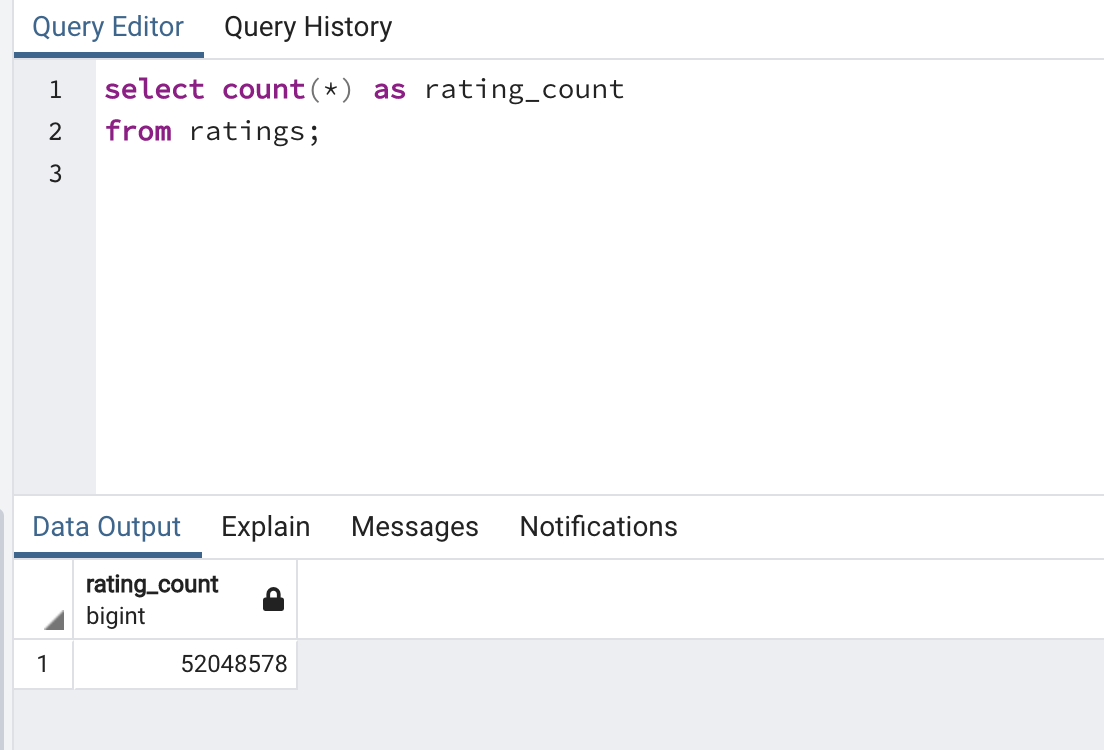 Query Editor Query History
1 select count(*) as rating_count
2 from ratings;
3
Data Output Explain Messages Notifications
rating_count
bigint
1 52048578